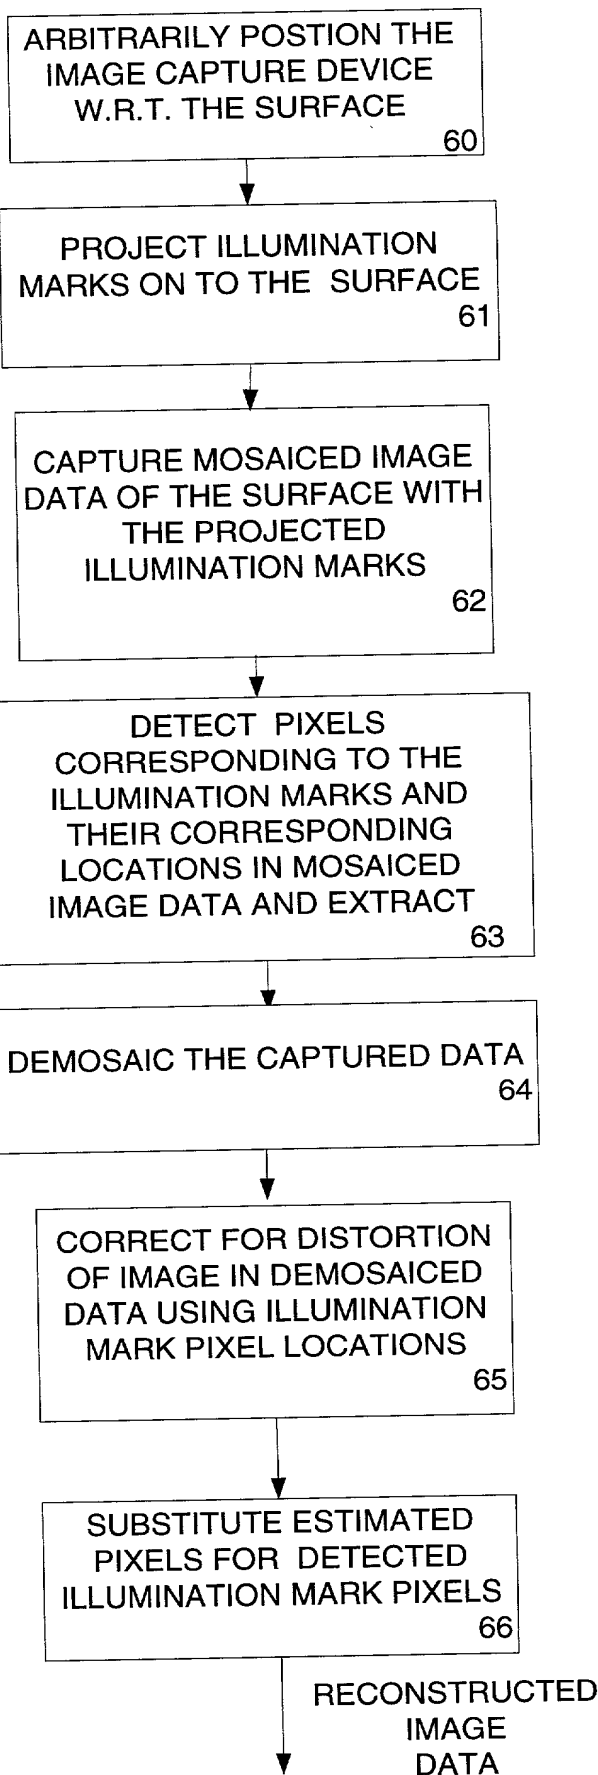 ARBITRARILY POSTION THE
IMAGE CAPTURE DEVICE
W.R.T. THE SURFACE
60
PROJECT ILLUMINATION
MARKS ON TO THE SURFACE
61
CAPTURE MOSAICED IMAGE
DATA OF THE SURFACE WITH
THE PROJECTED
ILLUMINATION MARKS
62
DETECT PIXELS
CORRESPONDING TO THE
ILLUMINATION MARKS AND
THEIR CORRESPONDING
LOCATIONS IN MOSAICED
IMAGE DATA AND EXTRACT
63
DEMOSAIC THE CAPTURED DATA
64
CORRECT FOR DISTORTION
OF IMAGE IN DEMOSAICED
DATA USING ILLUMINATION
MARK PIXEL LOCATIONS
65
SUBSTITUTE ESTIMATED
PIXELS FOR DETECTED
ILLUMINATION MARK PIXELS
66
RECONSTRUCTED
IMAGE
DATA